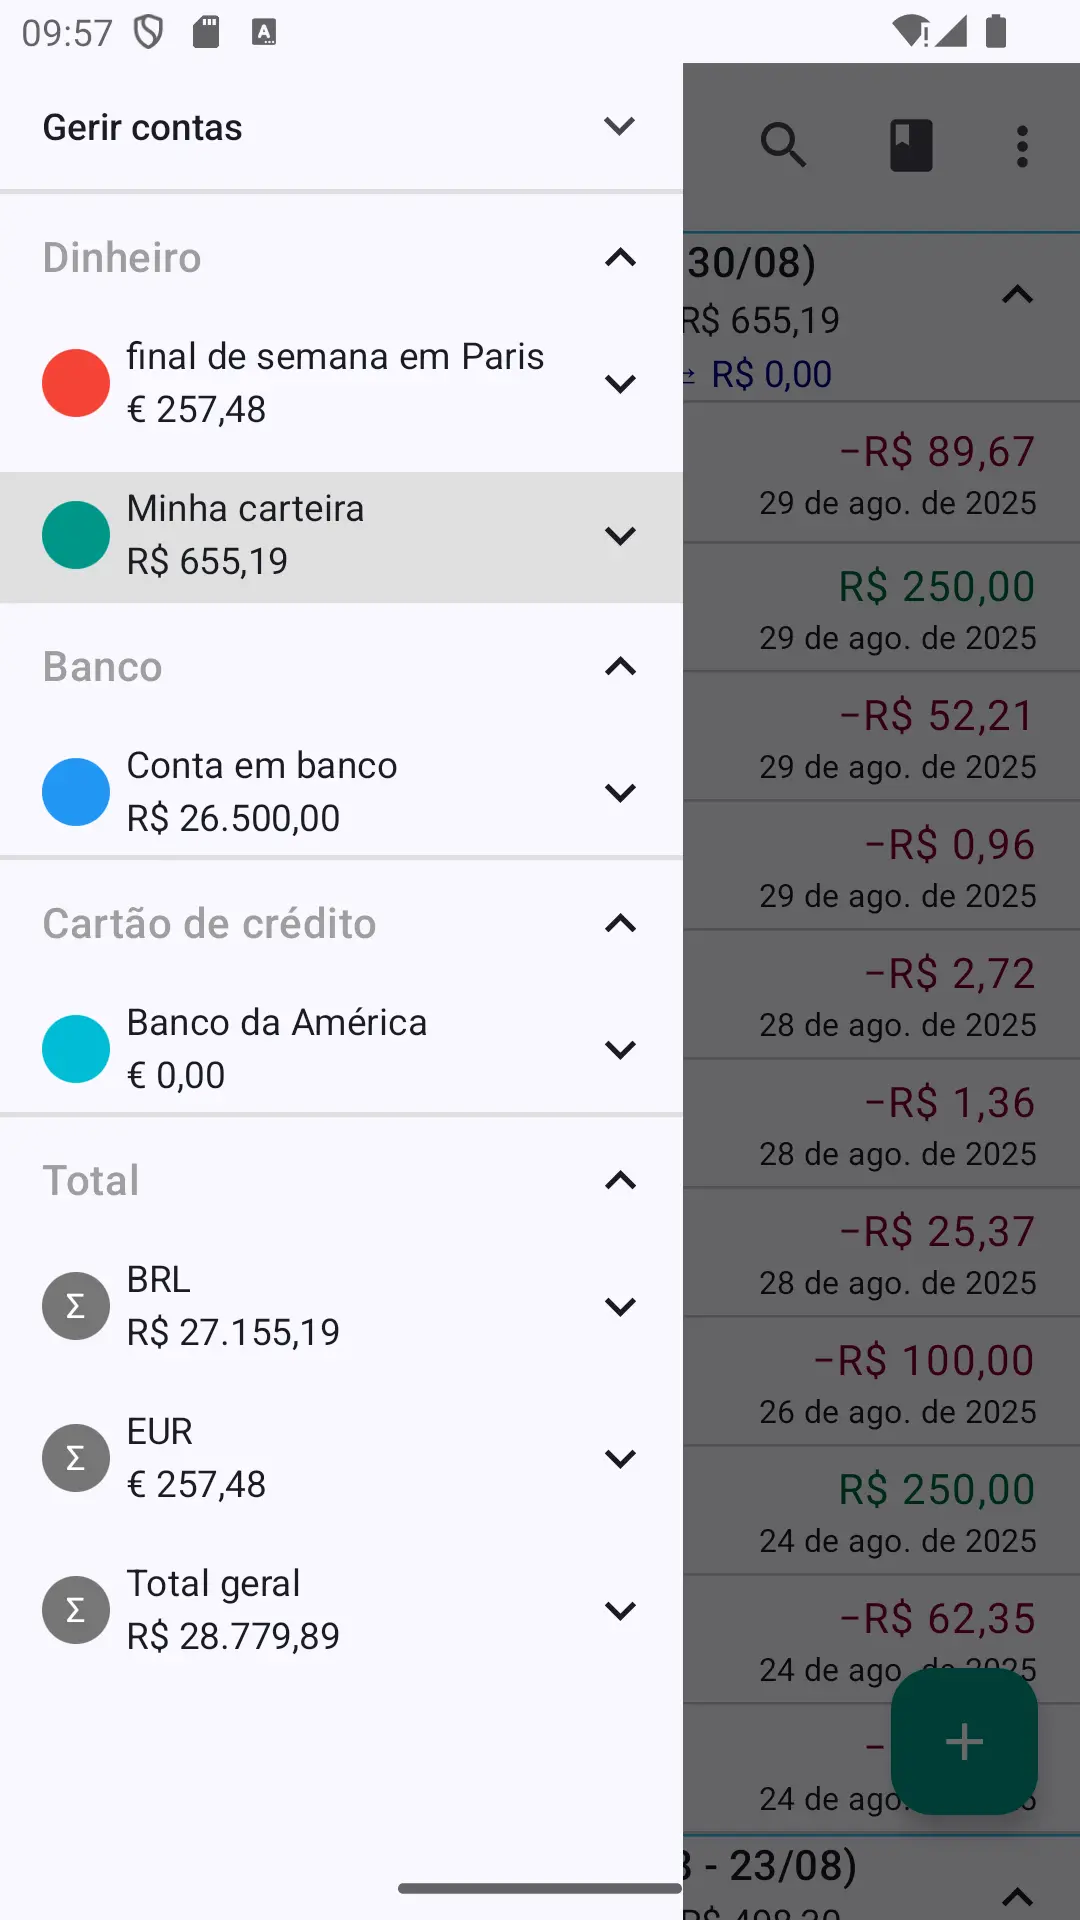 09:57
Gerir contas
Dinheiro
final de semana em Paris
€ 257,48
Minha carteira
R$ 655,19
Banco
Conta em banco
R$ 26.500,00
Cartão de crédito
Banco da América
€ 0,00
Total
Σ BRL
R$ 27.155,19
Σ EUR
€ 257,48
Σ Total geral
R$ 28.779,89
30/08)
R$ 655,19
R$ 0,00
−R$ 89,67
29 de ago. de 2025
R$ 250,00
29 de ago. de 2025
−R$ 52,21
29 de ago. de 2025
−R$ 0,96
29 de ago. de 2025
−R$ 2,72
28 de ago. de 2025
−R$ 1,36
28 de ago. de 2025
−R$ 25,37
28 de ago. de 2025
−R$ 100,00
26 de ago. de 2025
R$ 250,00
24 de ago. de 2025
−R$ 62,35
24 de ago. de 2025
−
24 de ago.
- 23/08)
R$ 498,20